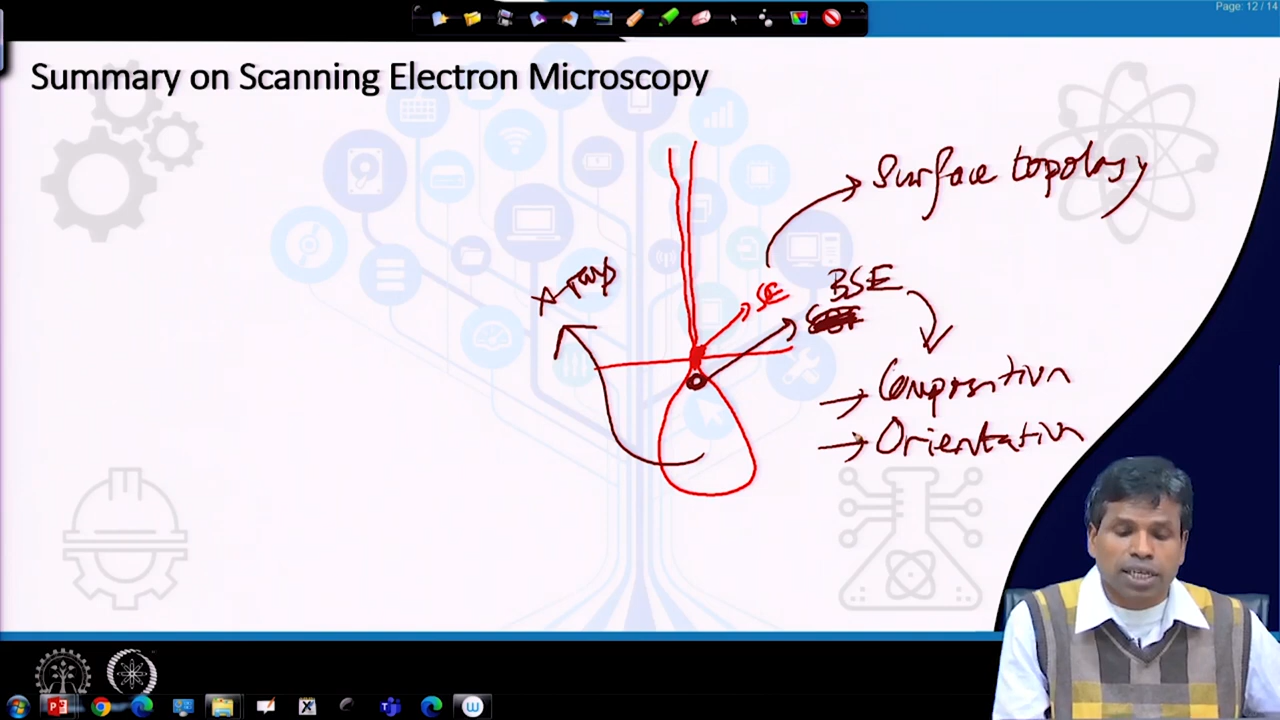 Page: 12 / 14
Summary on Scanning Electron Microscopy
Surface topology
X-rays
SE
BSE
→ Composition
→ Orientation